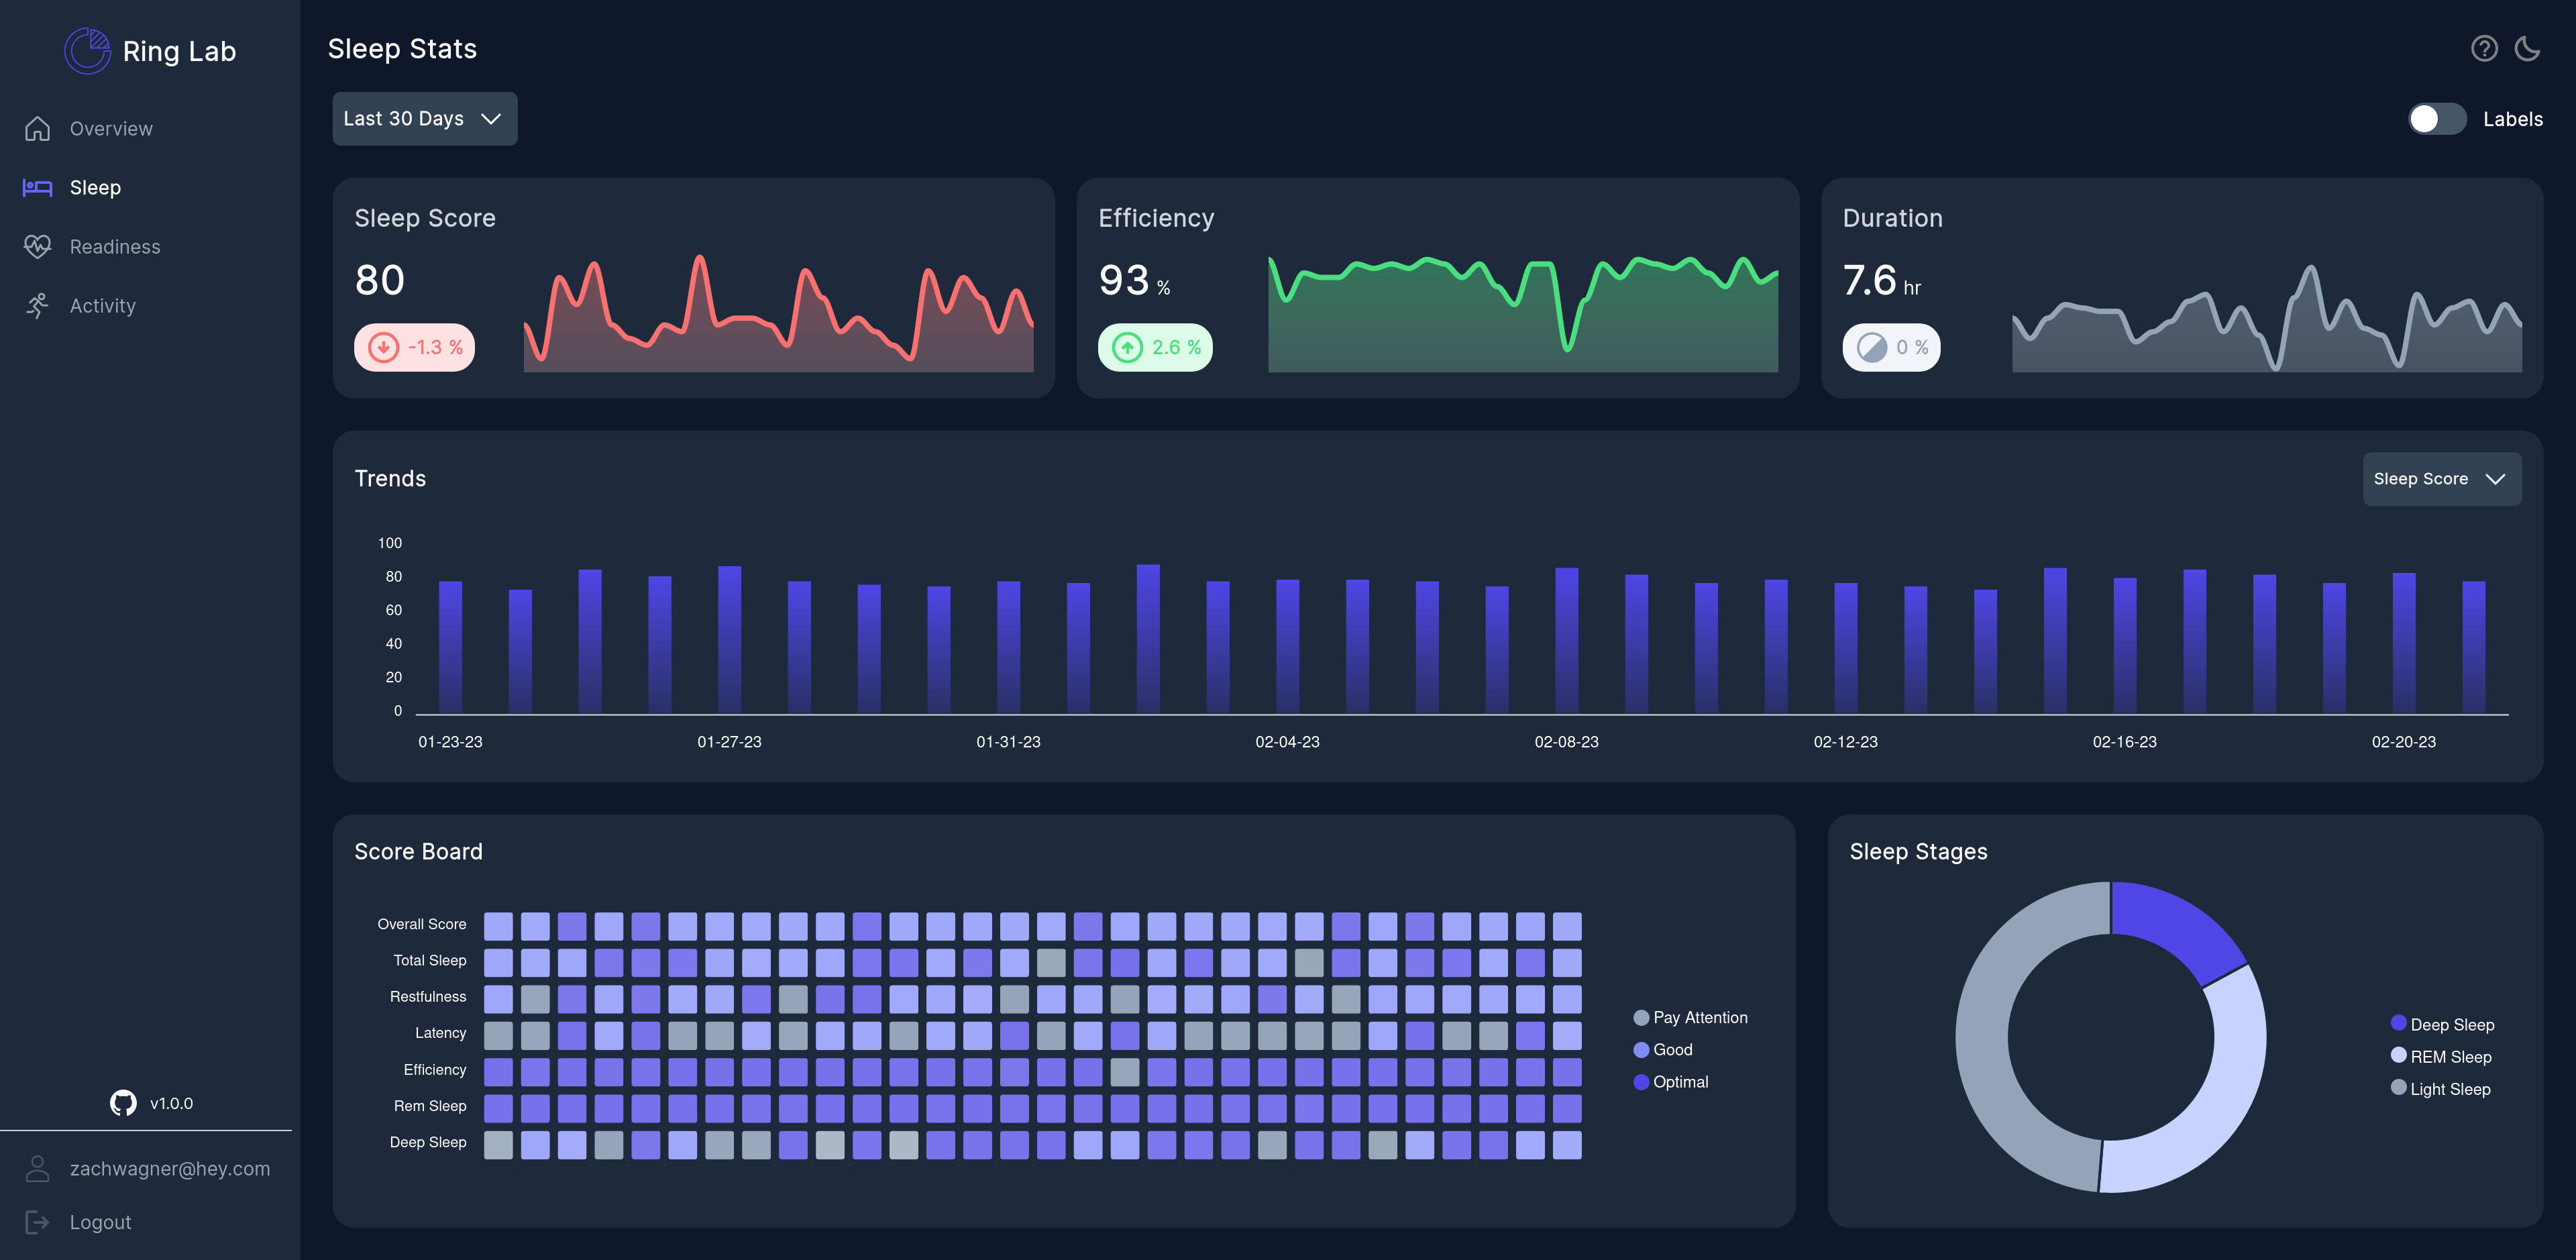 Ring Lab
Overview
Sleep
Readiness
Activity
v1.0.0
zachwagner@hey.com
Logout
Sleep Stats
Last 30 Days
Labels
Sleep Score
80
-1.3 %
Efficiency
93 %
2.6 %
Duration
7.6 hr
0 %
Trends
Sleep Score
100
80
60
40
20
0
01-23-23 01-27-23 01-31-23 02-04-23 02-08-23 02-12-23 02-16-23 02-20-23
Score Board
Overall Score
Total Sleep
Restfulness
Latency
Efficiency
Rem Sleep
Deep Sleep
Pay Attention
Good
Optimal
Sleep Stages
Deep Sleep
REM Sleep
Light Sleep